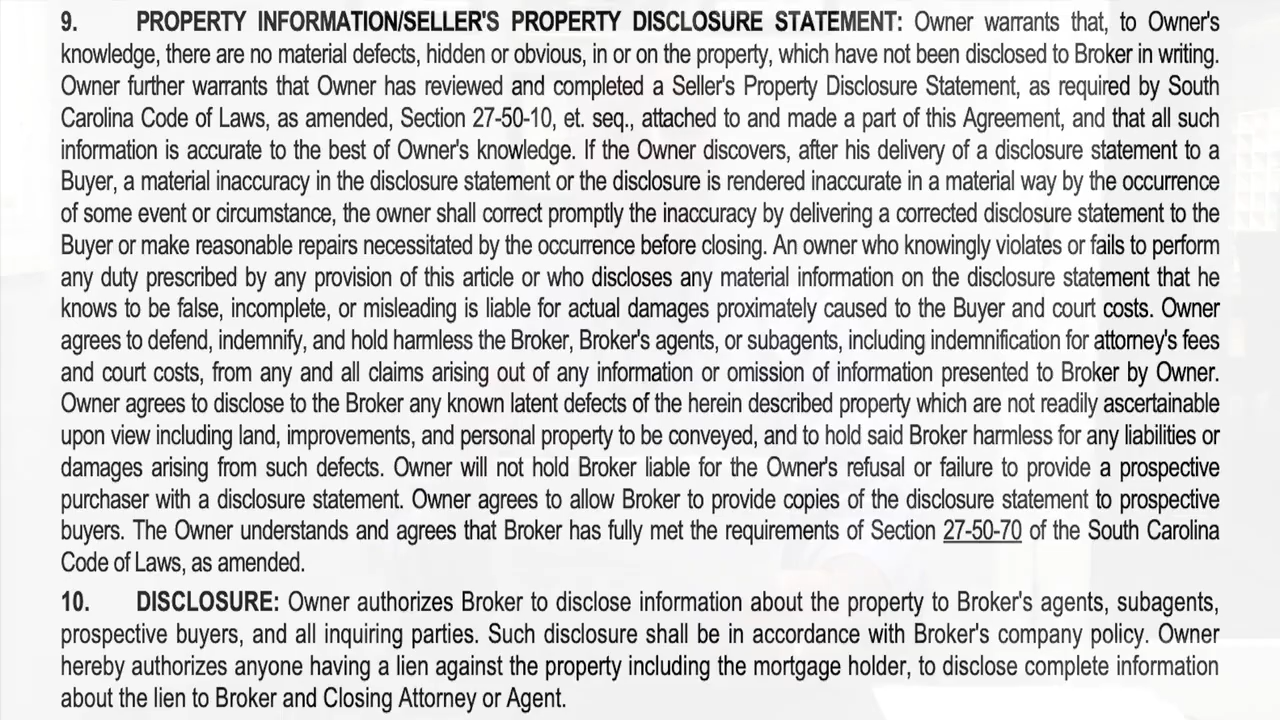 9. PROPERTY INFORMATION/SELLER'S PROPERTY DISCLOSURE STATEMENT: Owner warrants that, to Owner's
knowledge, there are no material defects, hidden or obvious, in or on the property, which have not been disclosed to Broker in writing.
Owner further warrants that Owner has reviewed and completed a Seller's Property Disclosure Statement, as required by South
Carolina Code of Laws, as amended, Section 27-50-10, et. seq., attached to and made a part of this Agreement, and that all such
information is accurate to the best of Owner's knowledge. If the Owner discovers, after his delivery of a disclosure statement to a
Buyer, a material inaccuracy in the disclosure statement or the disclosure is rendered inaccurate in a material way by the occurrence
of some event or circumstance, the owner shall correct promptly the inaccuracy by delivering a corrected disclosure statement to the
Buyer or make reasonable repairs necessitated by the occurrence before closing. An owner who knowingly violates or fails to perform
any duty prescribed by any provision of this article or who discloses any material information on the disclosure statement that he
knows to be false, incomplete, or misleading is liable for actual damages proximately caused to the Buyer and court costs. Owner
agrees to defend, indemnify, and hold harmless the Broker, Broker's agents, or subagents, including indemnification for attorney's fees
and court costs, from any and all claims arising out of any information or omission of information presented to Broker by Owner.
Owner agrees to disclose to the Broker any known latent defects of the herein described property which are not readily ascertainable
upon view including land, improvements, and personal property to be conveyed, and to hold said Broker harmless for any liabilities or
damages arising from such defects. Owner will not hold Broker liable for the Owner's refusal or failure to provide a prospective
purchaser with a disclosure statement. Owner agrees to allow Broker to provide copies of the disclosure statement to prospective
buyers. The Owner understands and agrees that Broker has fully met the requirements of Section 27-50-70 of the South Carolina
Code of Laws, as amended.
10. DISCLOSURE: Owner authorizes Broker to disclose information about the property to Broker's agents, subagents,
prospective buyers, and all inquiring parties. Such disclosure shall be in accordance with Broker's company policy. Owner
hereby authorizes anyone having a lien against the property including the mortgage holder, to disclose complete information
about the lien to Broker and Closing Attorney or Agent.